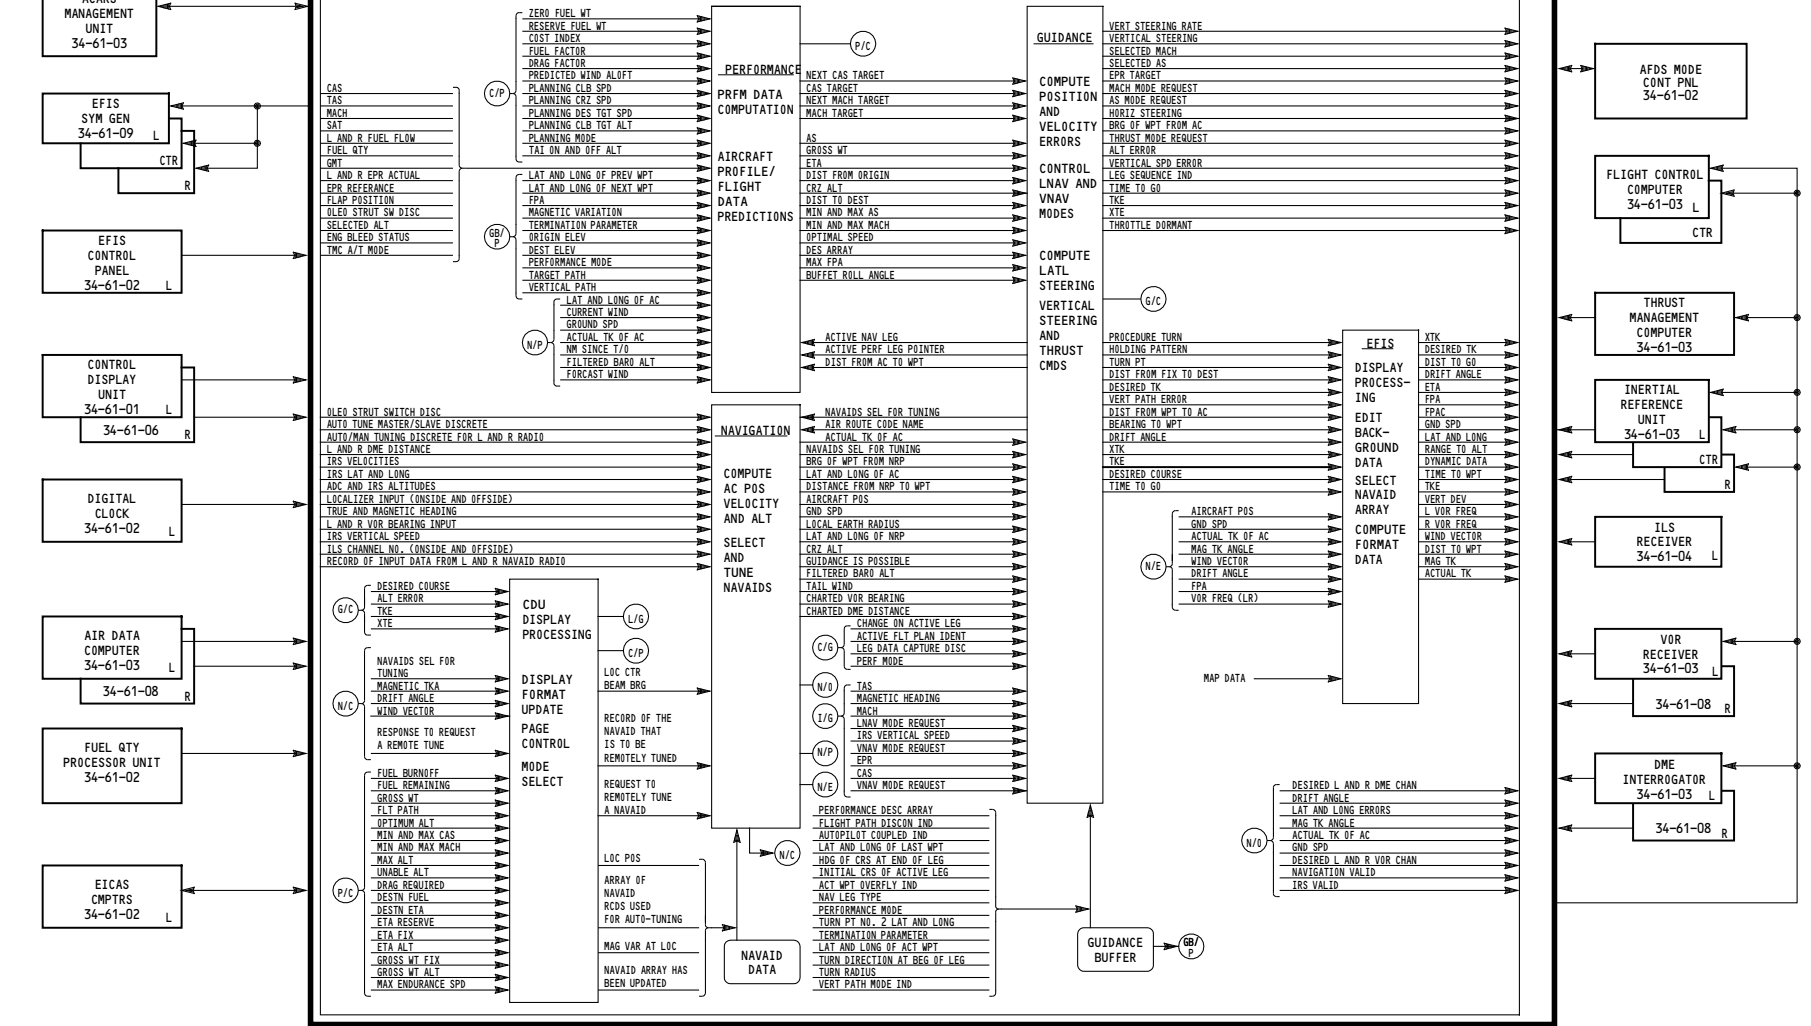 ACARS
MANAGEMENT
UNIT
34-61-03
EFIS
SYM GEN
34-61-09 L
CTR
R
EFIS
CONTROL
PANEL
34-61-02 L
CONTROL
DISPLAY
UNIT
34-61-01 L
34-61-06
R
DIGITAL
CLOCK
34-61-02 L
AIR DATA
COMPUTER
34-61-03 L
34-61-08
R
FUEL QTY
PROCESSOR UNIT
34-61-02
EICAS
CMPTRS
34-61-02 L
CAS
TAS
MACH
SAT
L AND R FUEL FLOW
FUEL QTY
GMT
L AND R EPR ACTUAL
EPR REFERANCE
FLAP POSITION
OLEO STRUT SW DISC
SELECTED ALT
ENG BLEED STATUS
TMC A/T MODE
C/P
ZERO FUEL WT
RESERVE FUEL WT
COST INDEX
FUEL FACTOR
DRAG FACTOR
PREDICTED WIND ALOFT
PLANNING CLB SPD
PLANNING CRZ SPD
PLANNING DES TGT SPD
PLANNING CLB TGT ALT
PLANNING MODE
TAI ON AND OFF ALT
GB/
P
LAT AND LONG OF PREV WPT
LAT AND LONG OF NEXT WPT
FPA
MAGNETIC VARIATION
TERMINATION PARAMETER
ORIGIN ELEV
DEST ELEV
PERFORMANCE MODE
TARGET PATH
VERTICAL PATH
N/P
LAT AND LONG OF AC
CURRENT WIND
GROUND SPD
ACTUAL TK OF AC
NM SINCE T/O
FILTERED BARO ALT
FORCAST WIND
PERFORMANCE
PRFM DATA
COMPUTATION
AIRCRAFT
PROFILE/
FLIGHT
DATA
PREDICTIONS
P/C
NEXT CAS TARGET
CAS TARGET
NEXT MACH TARGET
MACH TARGET
AS
GROSS WT
ETA
DIST FROM ORIGIN
CRZ ALT
DIST TO DEST
MIN AND MAX AS
MIN AND MAX MACH
OPTIMAL SPEED
DES ARRAY
MAX FPA
BUFFET ROLL ANGLE
ACTIVE NAV LEG
ACTIVE PERF LEG POINTER
DIST FROM AC TO WPT
GUIDANCE
COMPUTE
POSITION
AND
VELOCITY
ERRORS
CONTROL
LNAV AND
VNAV
MODES
COMPUTE
LATL
STEERING
VERTICAL
STEERING
AND
THRUST
CMDS
VERT STEERING RATE
VERTICAL STEERING
SELECTED MACH
SELECTED AS
EPR TARGET
MACH MODE REQUEST
AS MODE REQUEST
HORIZ STEERING
BRG OF WPT FROM AC
THRUST MODE REQUEST
ALT ERROR
VERTICAL SPD ERROR
LEG SEQUENCE IND
TIME TO GO
TKE
XTE
THROTTLE DORMANT
G/C
PROCEDURE TURN
HOLDING PATTERN
TURN PT
DIST FROM FIX TO DEST
DESIRED TK
VERT PATH ERROR
DIST FROM WPT TO AC
BEARING TO WPT
DRIFT ANGLE
XTK
TKE
DESIRED COURSE
TIME TO GO
N/E
AIRCRAFT POS
GND SPD
ACTUAL TK OF AC
MAG TK ANGLE
WIND VECTOR
DRIFT ANGLE
FPA
VOR FREQ (LR)
MAP DATA
EFIS
DISPLAY
PROCESS-
ING
EDIT
BACK-
GROUND
DATA
SELECT
NAVAID
ARRAY
COMPUTE
FORMAT
DATA
XTK
DESIRED TK
DIST TO GO
DRIFT ANGLE
ETA
FPA
FPAC
GND SPD
LAT AND LONG
RANGE TO ALT
DYNAMIC DATA
TIME TO WPT
TKE
VERT DEV
L VOR FREQ
R VOR FREQ
WIND VECTOR
DIST TO WPT
MAG TK
ACTUAL TK
OLEO STRUT SWITCH DISC
AUTO TUNE MASTER/SLAVE DISCRETE
AUTO/MAN TUNING DISCRETE FOR L AND R RADIO
L AND R DME DISTANCE
IRS VELOCITIES
IRS LAT AND LONG
ADC AND IRS ALTITUDES
LOCALIZER INPUT (ONSIDE AND OFFSIDE)
TRUE AND MAGNETIC HEADING
L AND R VOR BEARING INPUT
IRS VERTICAL SPEED
ILS CHANNEL NO. (ONSIDE AND OFFSIDE)
RECORD OF INPUT DATA FROM L AND R NAVAID RADIO
NAVIGATION
COMPUTE
AC POS
VELOCITY
AND ALT
SELECT
AND
TUNE
NAVAIDS
NAVAIDS SEL FOR TUNING
AIR ROUTE CODE NAME
ACTUAL TK OF AC
NAVAIDS SEL FOR TUNING
BRG OF WPT FROM NRP
LAT AND LONG OF AC
DISTANCE FROM NRP TO WPT
AIRCRAFT POS
GND SPD
LOCAL EARTH RADIUS
LAT AND LONG OF NRP
CRZ ALT
GUIDANCE IS POSSIBLE
FILTERED BARO ALT
TAIL WIND
CHARTED VOR BEARING
CHARTED DME DISTANCE
C/G
CHANGE ON ACTIVE LEG
ACTIVE FLT PLAN IDENT
LEG DATA CAPTURE DISC
PERF MODE
N/O
I/G
TAS
MAGNETIC HEADING
MACH
LNAV MODE REQUEST
IRS VERTICAL SPEED
VNAV MODE REQUEST
EPR
CAS
VNAV MODE REQUEST
N/P
N/E
G/C
DESIRED COURSE
ALT ERROR
TKE
XTE
N/C
NAVAIDS SEL FOR
TUNING
MAGNETIC TKA
DRIFT ANGLE
WIND VECTOR
RESPONSE TO REQUEST
A REMOTE TUNE
P/C
FUEL BURNOFF
FUEL REMAINING
GROSS WT
FLT PATH
OPTIMUM ALT
MIN AND MAX CAS
MIN AND MAX MACH
MAX ALT
UNABLE ALT
DRAG REQUIRED
DESTN FUEL
DESTN ETA
ETA RESERVE
ETA FIX
ETA ALT
GROSS WT FIX
GROSS WT ALT
MAX ENDURANCE SPD
CDU
DISPLAY
PROCESSING
DISPLAY
FORMAT
UPDATE
PAGE
CONTROL
MODE
SELECT
L/G
C/P
LOC CTR
BEAM BRG
RECORD OF THE
NAVAID THAT
IS TO BE
REMOTELY TUNED
REQUEST TO
REMOTELY TUNE
A NAVAID
LOC POS
ARRAY OF
NAVAID
RCDS USED
FOR AUTO-TUNING
MAG VAR AT LOC
NAVAID ARRAY HAS
BEEN UPDATED
N/C
NAVAID
DATA
PERFORMANCE DESC ARRAY
FLIGHT PATH DISCON IND
AUTOPILOT COUPLED IND
LAT AND LONG OF LAST WPT
HDG OF CRS AT END OF LEG
INITIAL CRS OF ACTIVE LEG
ACT WPT OVERFLY IND
NAV LEG TYPE
PERFORMANCE MODE
TURN PT NO. 2 LAT AND LONG
TERMINATION PARAMETER
LAT AND LONG OF ACT WPT
TURN DIRECTION AT BEG OF LEG
TURN RADIUS
VERT PATH MODE IND
GUIDANCE
BUFFER
GB/
P
N/O
DESIRED L AND R DME CHAN
DRIFT ANGLE
LAT AND LONG ERRORS
MAG TK ANGLE
ACTUAL TK OF AC
GND SPD
DESIRED L AND R VOR CHAN
NAVIGATION VALID
IRS VALID
AFDS MODE
CONT PNL
34-61-02
FLIGHT CONTROL
COMPUTER
34-61-03 L
CTR
THRUST
MANAGEMENT
COMPUTER
34-61-03
INERTIAL
REFERENCE
UNIT
34-61-03 L
CTR
R
ILS
RECEIVER
34-61-04 L
VOR
RECEIVER
34-61-03 L
34-61-08
R
DME
INTERROGATOR
34-61-03 L
34-61-08
R